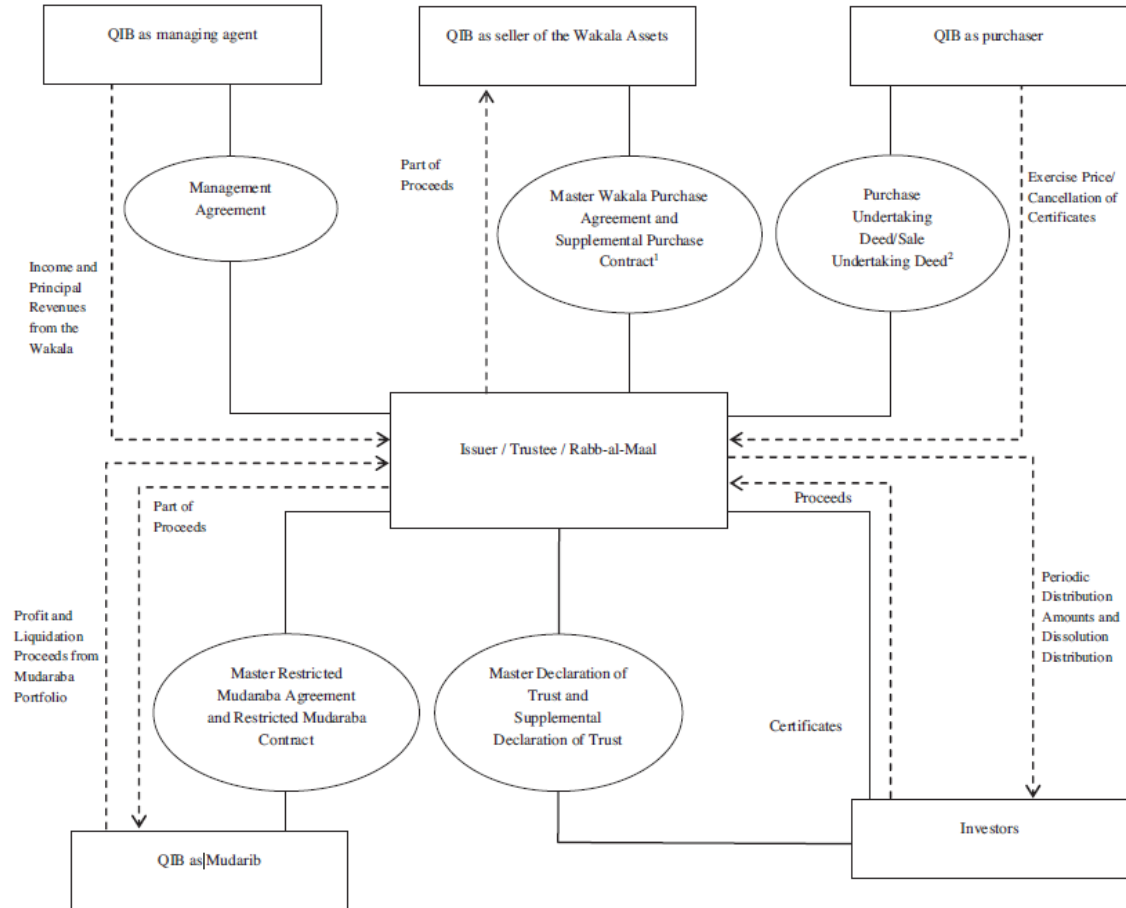 QIB as managing agent
QIB as seller of the Wakala Assets
QIB as purchaser
Management
Agreement
Part of
Proceeds
Master Wakala Purchase
Agreement and
Supplemental Purchase
Contract1
Purchase
Undertaking
Deed/Sale
Undertaking Deed2
Exercise Price/
Cancellation of
Certificates
Income and
Principal
Revenues
from the
Wakala
Issuer / Trustee / Rabb-al-Maal
Part of
Proceeds
Proceeds
Profit and
Liquidation
Proceeds from
Mudaraba
Portfolio
Periodic
Distribution
Amounts and
Dissolution
Distribution
Master Restricted
Mudaraba Agreement
and Restricted Mudaraba
Contract
Master Declaration of
Trust and
Supplemental
Declaration of Trust
Certificates
QIB as Mudarib
Investors